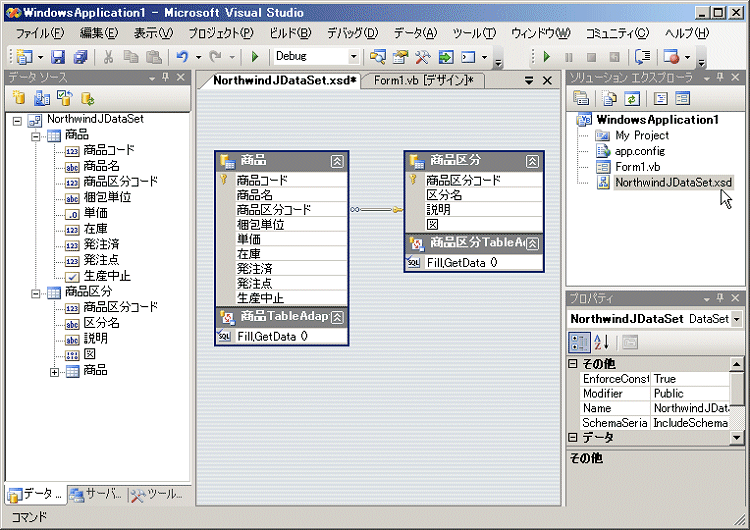 WindowsApplication1 - Microsoft Visual Studio
ファイル(F) 編集(E) 表示(V) プロジェクト(P) ビルド(B) デバッグ(D) データ(A) ツール(T) ウィンドウ(W) コミュニティ(C) ヘルプ(H)
Debug
データ ソース
NorthwindJDataSet
商品
商品コード
商品名
商品区分コード
梱包単位
単価
在庫
発注済
発注点
生産中止
商品区分
商品区分コード
区分名
説明
図
商品
データ ... サーバ... ツール...
NorthwindJDataSet.xsd* Form1.vb [デザイン]*
商品
商品コード
商品名
商品区分コード
梱包単位
単価
在庫
発注済
発注点
生産中止
商品TableAdap
Fill,GetData ()
商品区分
商品区分コード
区分名
説明
図
商品区分TableAd
Fill,GetData ()
ソリューション エクスプローラ
WindowsApplication1
My Project
app.config
Form1.vb
NorthwindJDataSet.xsd
プロパティ
NorthwindJDataSet DataSet
その他
EnforceConst True
Modifier Public
Name NorthwindJData
SchemaSeria IncludeSchema
データ
その他
コマンド